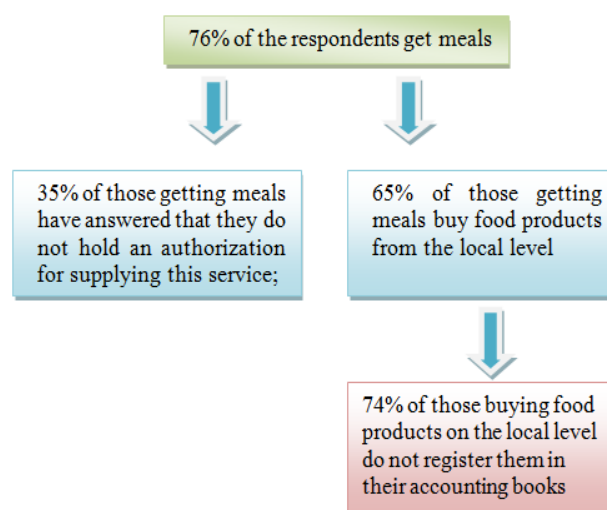 76% of the respondents get meals
35% of those getting meals
have answered that they do
not hold an authorization
for supplying this service;
65% of those getting
meals buy food products
from the local level
74% of those buying food
products on the local level
do not register them in
their accounting books